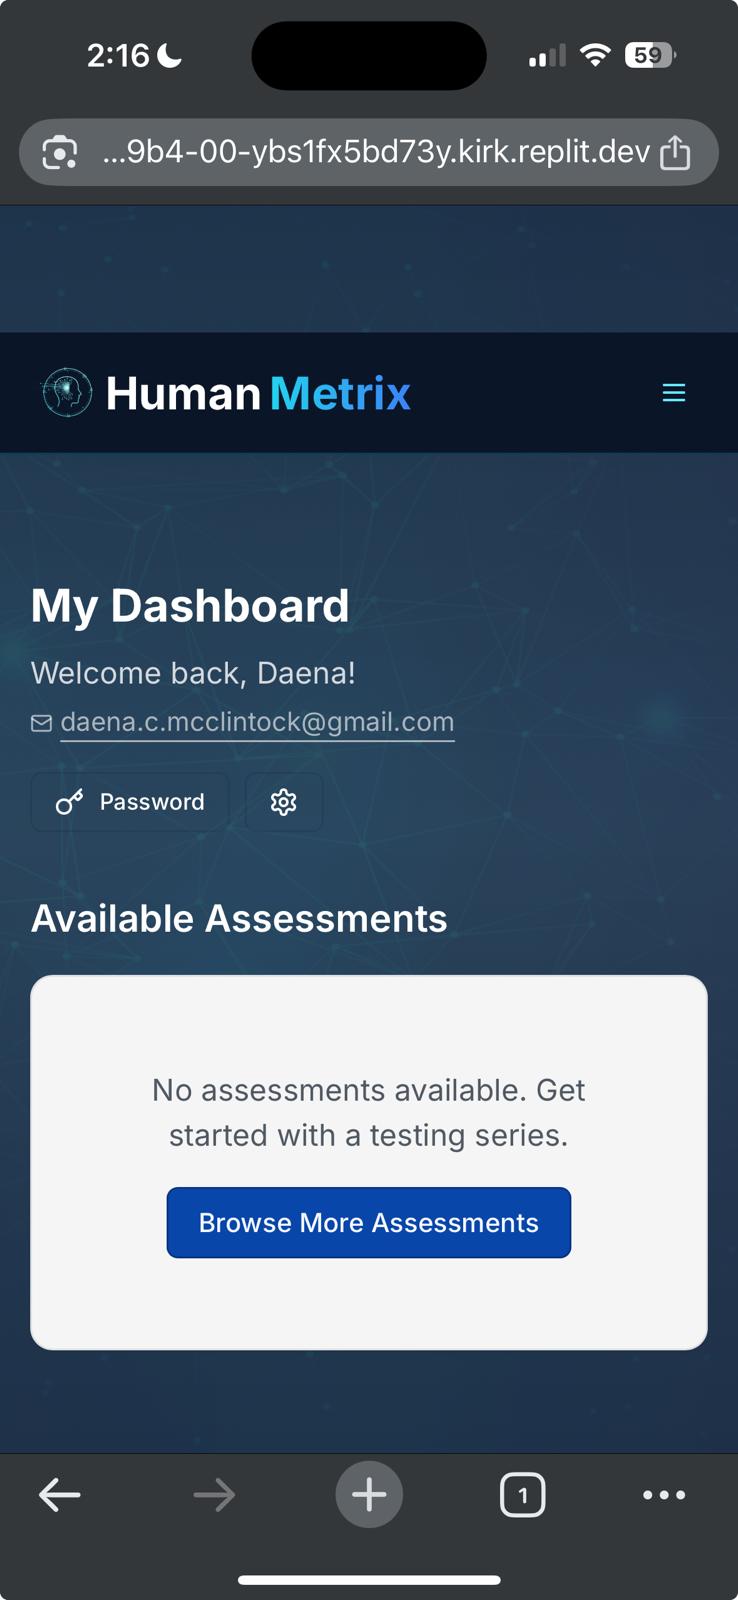 2:16
59
...9b4-00-ybs1fx5bd73y.kirk.replit.dev
Human Metrix
My Dashboard
Welcome back, Daena!
daena.c.mcclintock@gmail.com
Password
Available Assessments
No assessments available. Get
started with a testing series.
Browse More Assessments
1